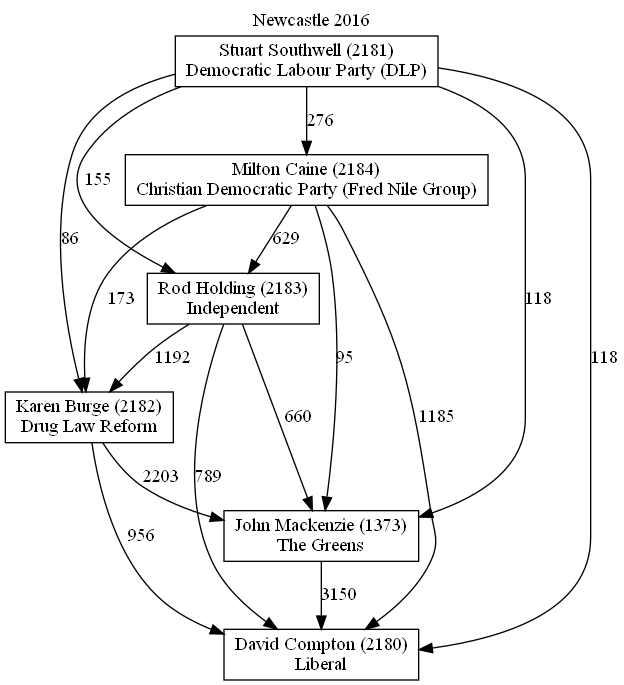 Newcastle 2016
Stuart Southwell (2181)
Democratic Labour Party (DLP)
276
Milton Caine (2184)
Christian Democratic Party (Fred Nile Group)
155
86
629
173
118
118
Rod Holding (2183)
Independent
1192
95
Karen Burge (2182)
Drug Law Reform
660
1185
2203
789
John Mackenzie (1373)
The Greens
956
3150
David Compton (2180)
Liberal